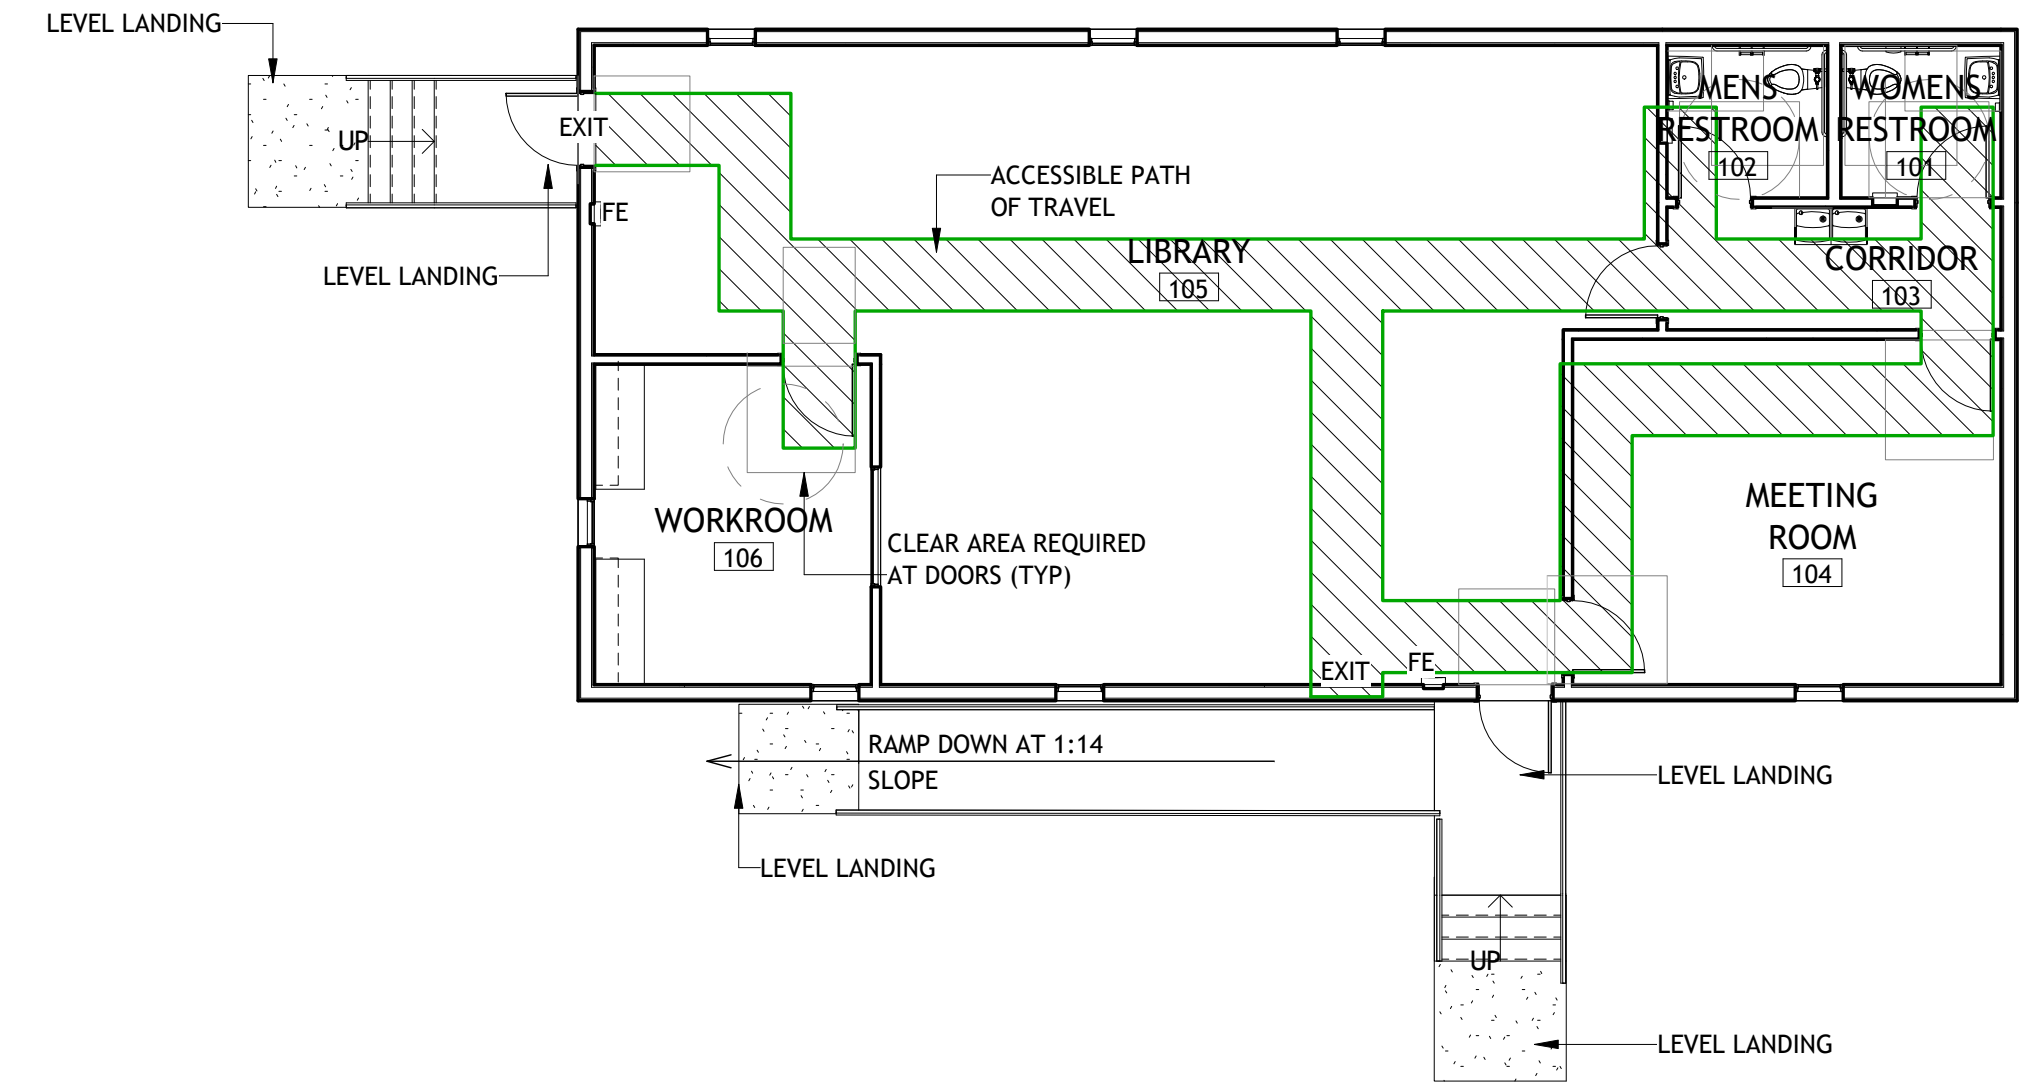 LEVEL LANDING
MENS
RESTROOM
102
WOMENS
RESTROOM
101
EXIT
UP
ACCESSIBLE PATH
OF TRAVEL
FE
LIBRARY
105
CORRIDOR
103
LEVEL LANDING
MEETING
ROOM
104
WORKROOM
106
CLEAR AREA REQUIRED
AT DOORS (TYP)
EXIT
FE
RAMP DOWN AT 1:14
SLOPE
LEVEL LANDING
LEVEL LANDING
UP
LEVEL LANDING